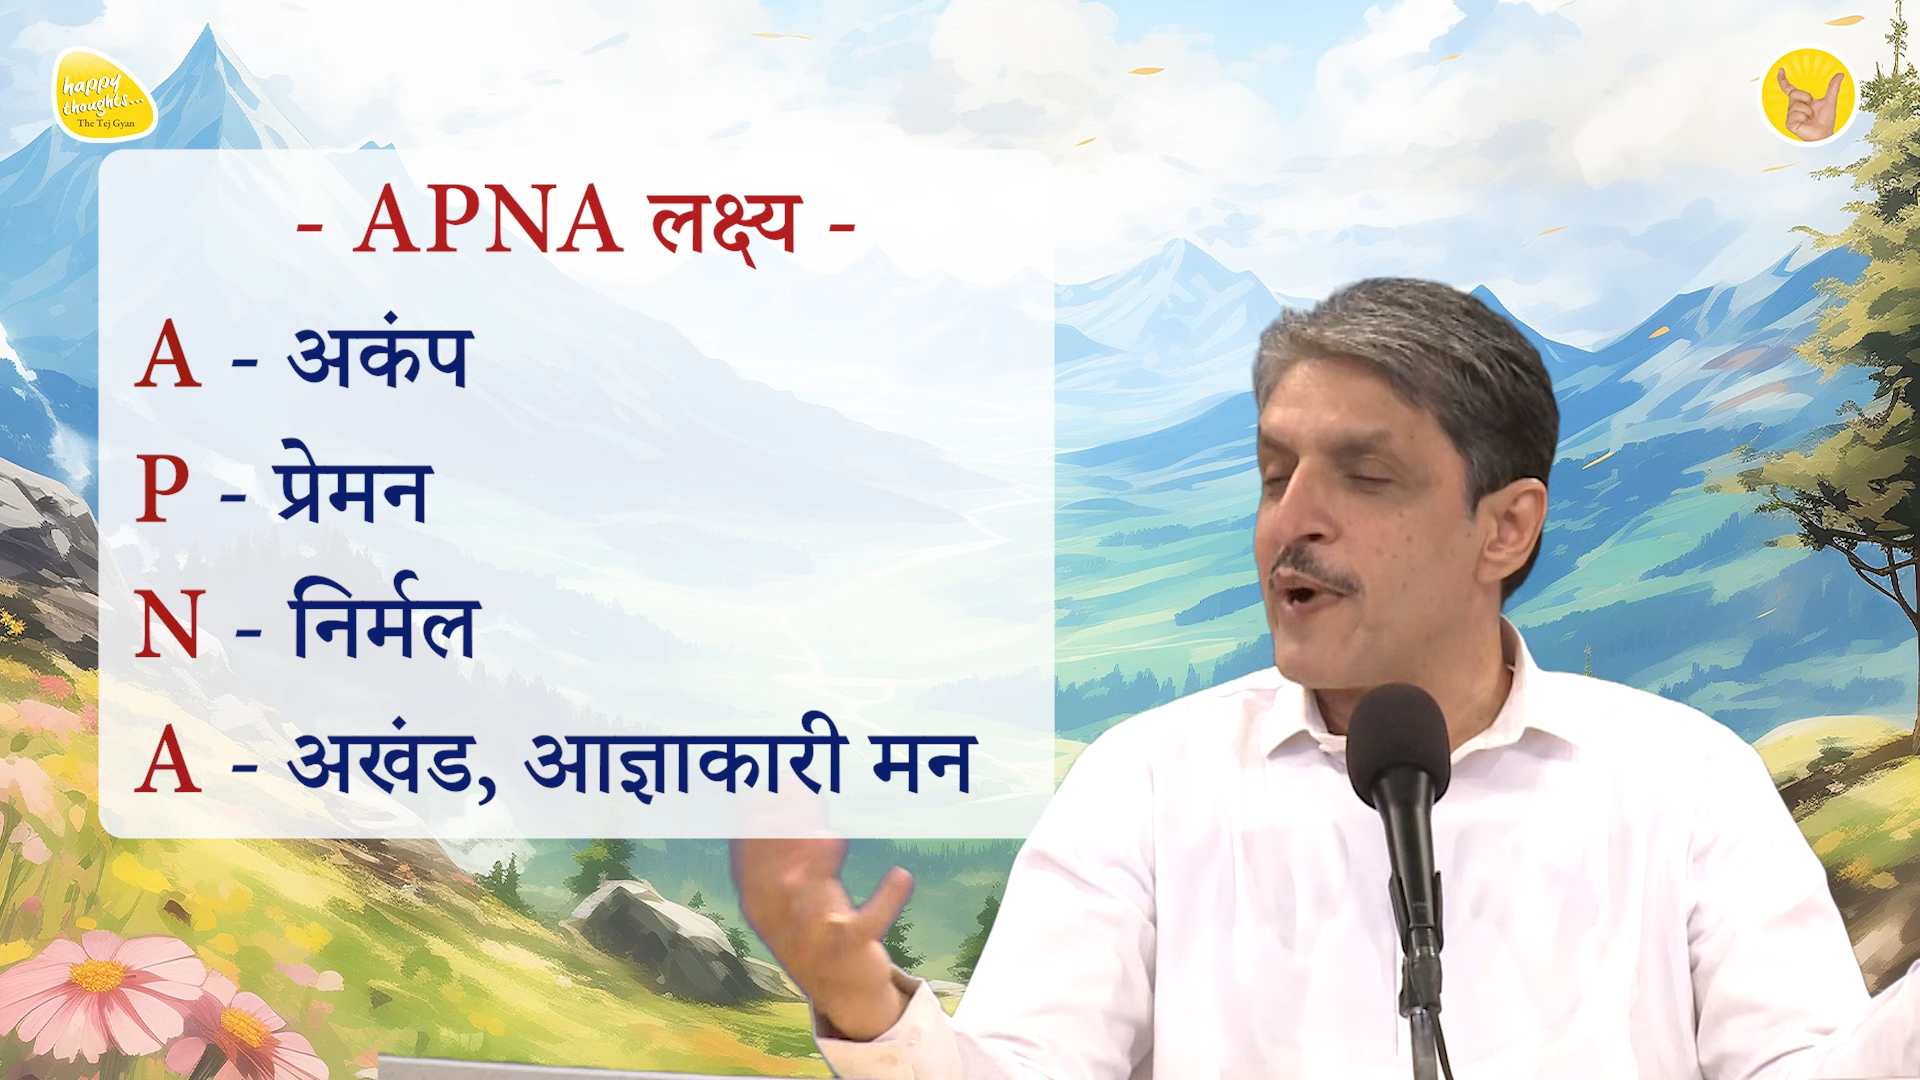 happy
thoughts...
The Tej Gyan
- APNA लक्ष्य -
A - अकंप
P - प्रेमन
N - निर्मल
A - अखंड, आज्ञाकारी मन